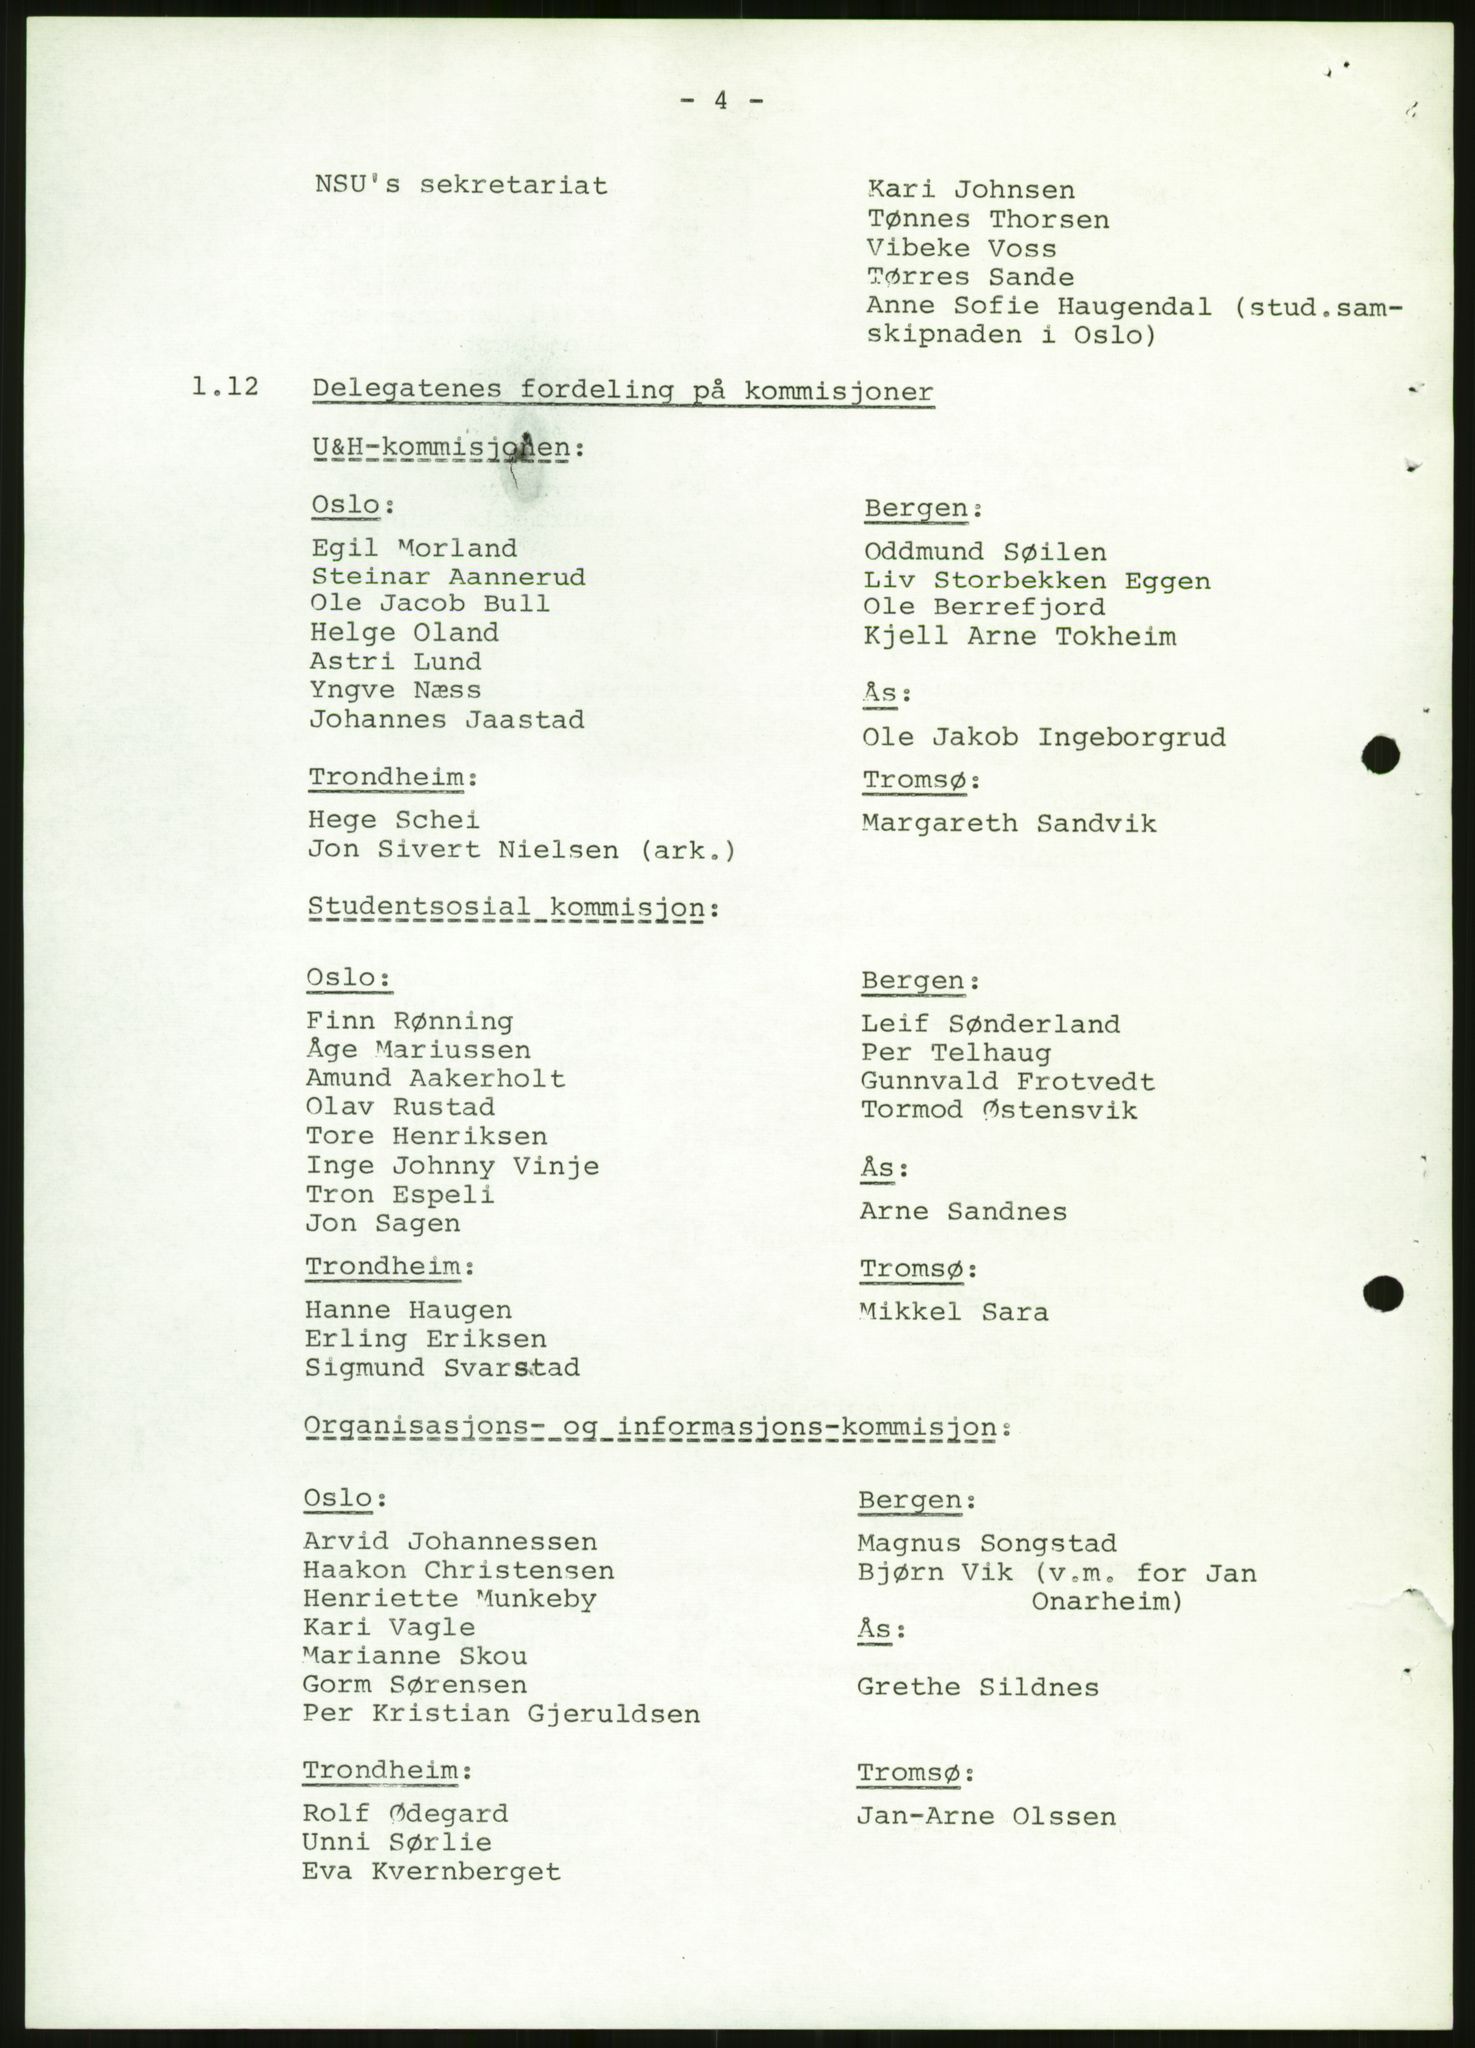 - 4 -
NSU's sekretariat
Kari Johnsen
Tønnes Thorsen
Vibeke Voss
Tørres Sande
Anne Sofie Haugendal (stud.sam-
skipnaden i Oslo)
1.12 Delegatenes fordeling på kommisjoner
U&H-kommisjonen:
Oslo:
Egil Morland
Steinar Aannerud
Ole Jacob Bull
Helge Oland
Astri Lund
Yngve Næss
Johannes Jaastad
Bergen:
Oddmund Søilen
Liv Storbekken Eggen
Ole Berrefjord
Kjell Arne Tokheim
Ås:
Ole Jakob Ingeborgrud
Trondheim:
Hege Schei
Jon Sivert Nielsen (ark.)
Tromsø:
Margareth Sandvik
Studentsosial kommisjon:
Oslo:
Finn Rønning
Åge Mariussen
Amund Aakerholt
Olav Rustad
Tore Henriksen
Inge Johnny Vinje
Tron Espeli
Jon Sagen
Bergen:
Leif Sønderland
Per Telhaug
Gunnvald Frotvedt
Tormod Østensvik
Ås:
Arne Sandnes
Trondheim:
Hanne Haugen
Erling Eriksen
Sigmund Svarstad
Tromsø:
Mikkel Sara
Organisasjons- og informasjons-kommisjon:
Oslo:
Arvid Johannessen
Haakon Christensen
Henriette Munkeby
Kari Vagle
Marianne Skou
Gorm Sørensen
Per Kristian Gjeruldsen
Bergen:
Magnus Songstad
Bjørn Vik (v.m. for Jan
Onarheim)
Ås:
Grethe Sildnes
Trondheim:
Rolf Ødegard
Unni Sørlie
Eva Kvernberget
Tromsø:
Jan-Arne Olssen